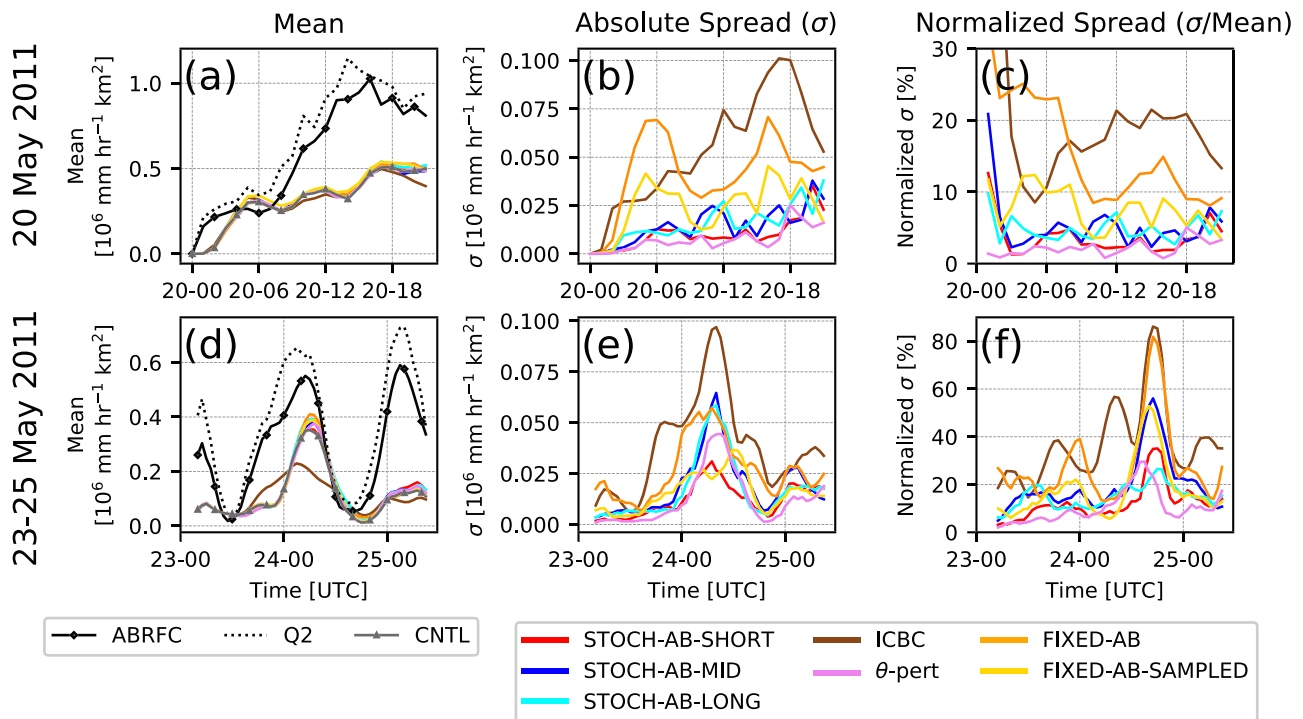 Mean
Absolute Spread (σ)
Normalized Spread (σ/Mean)
20 May 2011
Mean
[10⁶ mm hr⁻¹ km²]
1.0
0.5
0.0
(a)
20-00 20-06 20-12 20-18
σ [10⁶ mm hr⁻¹ km²]
0.100
0.075
0.050
0.025
0.000
(b)
20-00 20-06 20-12 20-18
Normalized σ [%]
30
20
10
0
(c)
20-00 20-06 20-12 20-18
23-25 May 2011
Mean
[10⁶ mm hr⁻¹ km²]
0.6
0.4
0.2
0.0
(d)
23-00 24-00 25-00
Time [UTC]
σ [10⁶ mm hr⁻¹ km²]
0.100
0.075
0.050
0.025
0.000
(e)
23-00 24-00 25-00
Time [UTC]
Normalized σ [%]
80
60
40
20
0
(f)
23-00 24-00 25-00
Time [UTC]
ABRFC Q2 CNTL
STOCH-AB-SHORT ICBC FIXED-AB
STOCH-AB-MID θ-pert FIXED-AB-SAMPLED
STOCH-AB-LONG